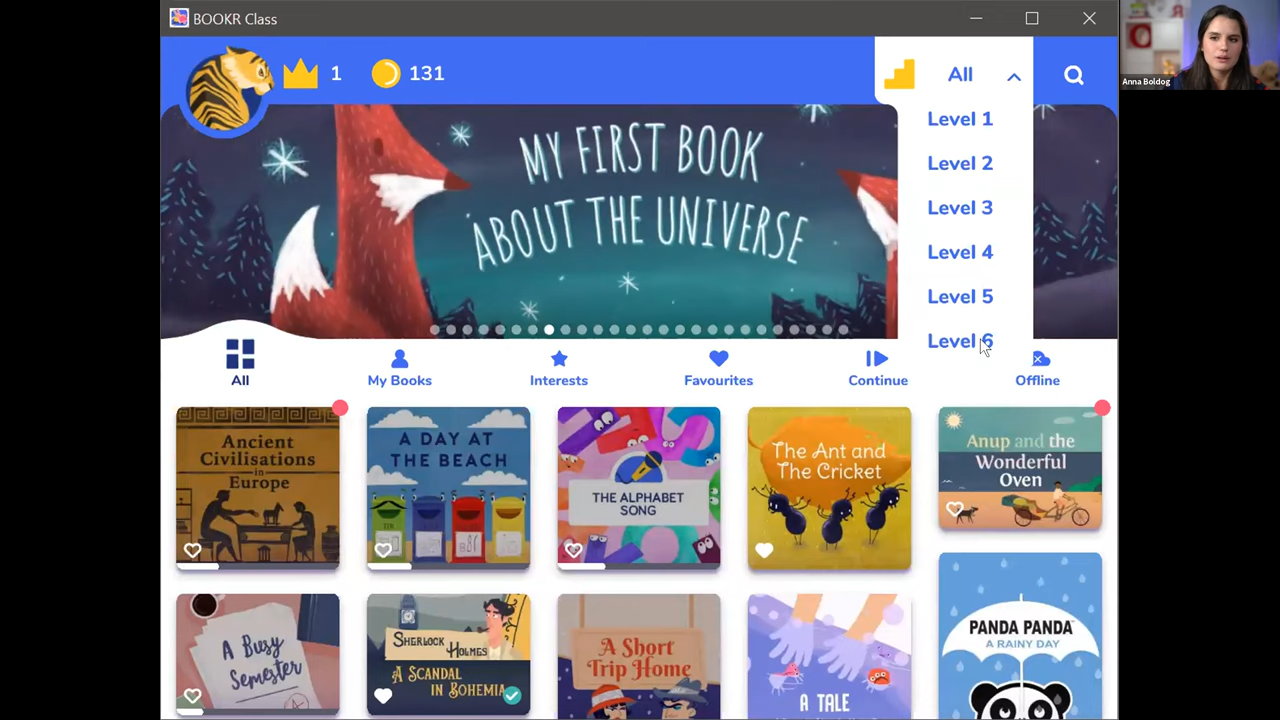 BOOKR Class
Anna Boldog
1
131
All
Level 1
Level 2
Level 3
Level 4
Level 5
Level 6
MY FIRST BOOK
ABOUT THE UNIVERSE
All
My Books
Interests
Favourites
Continue
Offline
Ancient
Civilisations
in
Europe
A DAY AT
THE BEACH
THE ALPHABET
SONG
The Ant and
The Cricket
Anup and the
Wonderful
Oven
A Busy
Semester
SHERLOCK HOLMES
A SCANDAL
IN BOHEMIA
A Short
Trip Home
A TALE
PANDA PANDA
A RAINY DAY